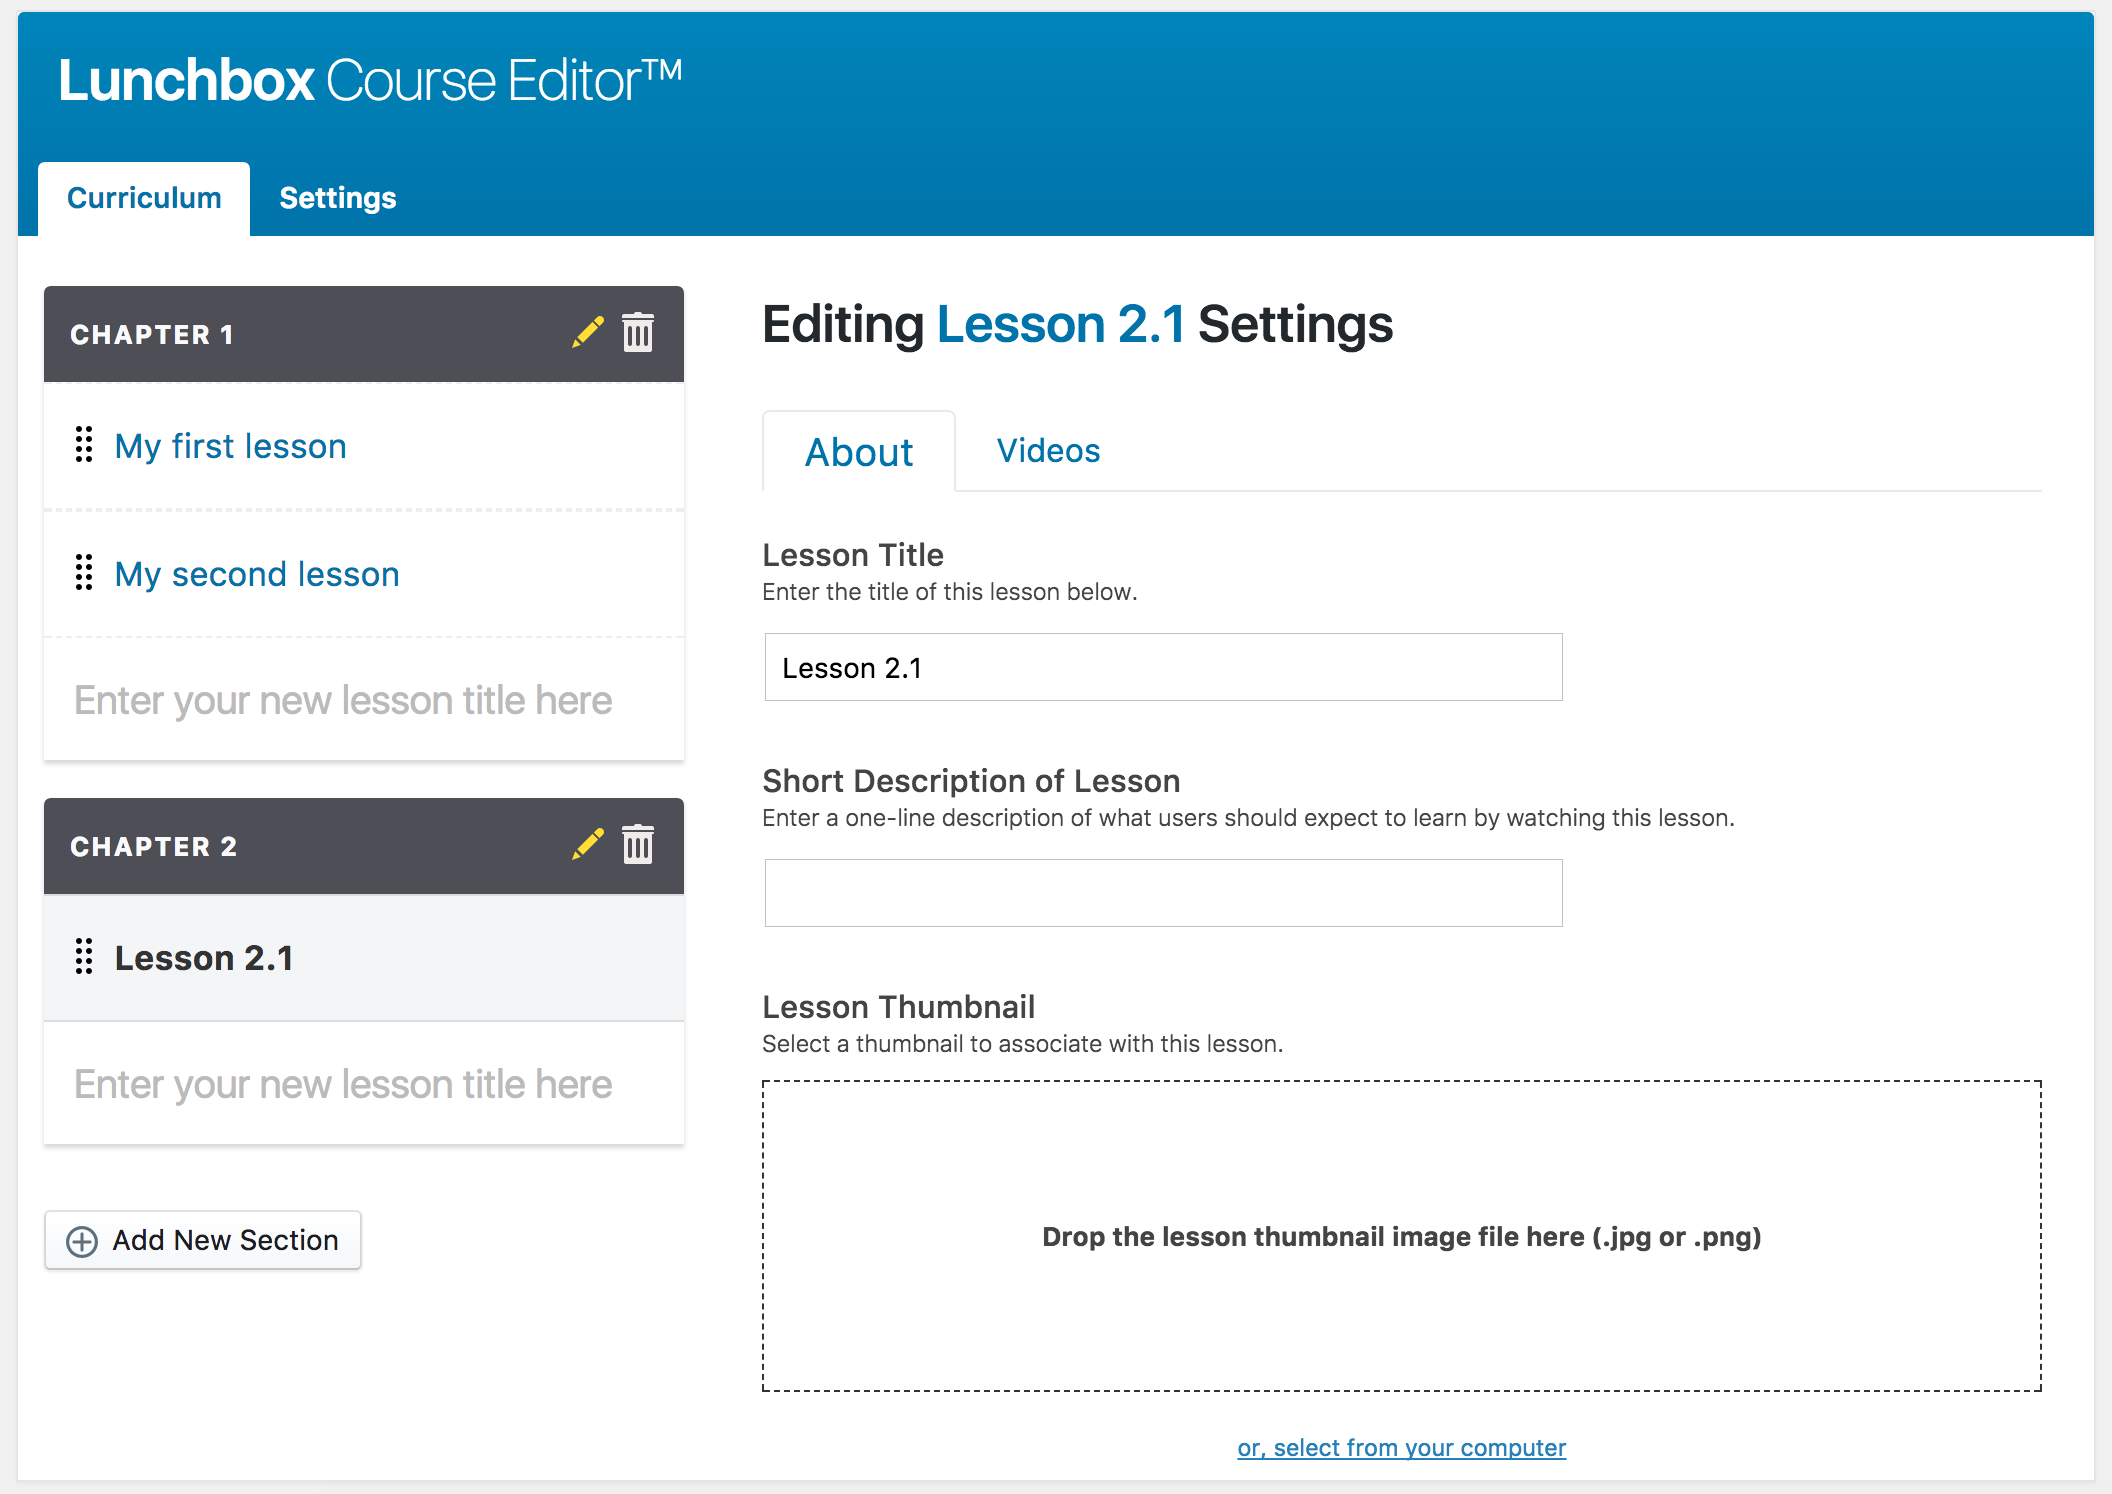 Lunchbox Course Editor™
Curriculum Settings
CHAPTER 1
My first lesson
My second lesson
Enter your new lesson title here
CHAPTER 2
Lesson 2.1
Enter your new lesson title here
Add New Section
Editing Lesson 2.1 Settings
About Videos
Lesson Title
Enter the title of this lesson below.
Lesson 2.1
Short Description of Lesson
Enter a one-line description of what users should expect to learn by watching this lesson.
Lesson Thumbnail
Select a thumbnail to associate with this lesson.
Drop the lesson thumbnail image file here (.jpg or .png)
or, select from your computer